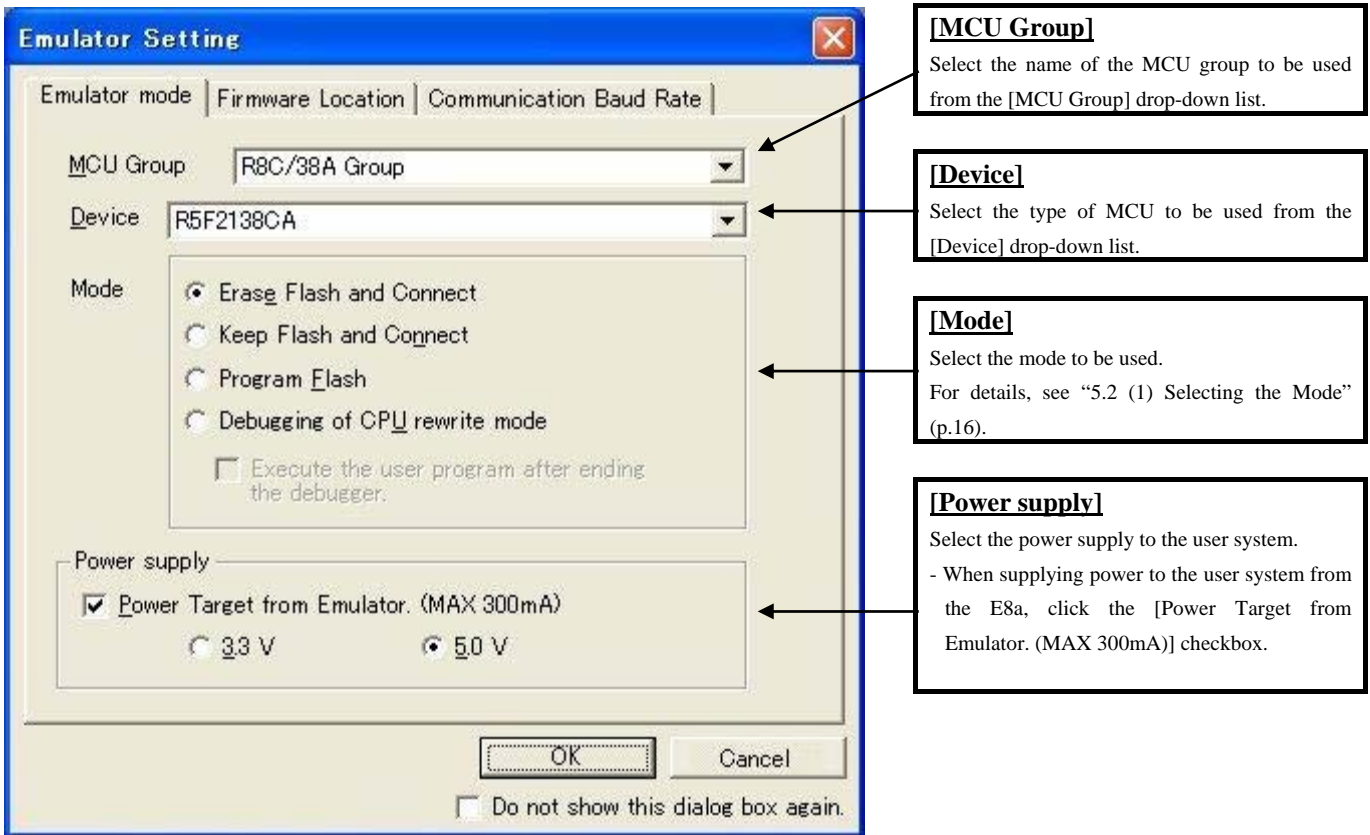 Emulator Setting
Emulator mode
Firmware Location
Communication Baud Rate
MCU Group
R8C/38A Group
Device
R5F2138CA
Mode
Erase Flash and Connect
Keep Flash and Connect
Program Flash
Debugging of CPU rewrite mode
Execute the user program after ending
the debugger.
Power supply
Power Target from Emulator. (MAX 300mA)
3.3 V
5.0 V
OK
Cancel
Do not show this dialog box again.
[MCU Group]
Select the name of the MCU group to be used
from the [MCU Group] drop-down list.
[Device]
Select the type of MCU to be used from the
[Device] drop-down list.
[Mode]
Select the mode to be used.
For details, see “5.2 (1) Selecting the Mode”
(p.16).
[Power supply]
Select the power supply to the user system.
- When supplying power to the user system from
the E8a, click the [Power Target from
Emulator. (MAX 300mA)] checkbox.